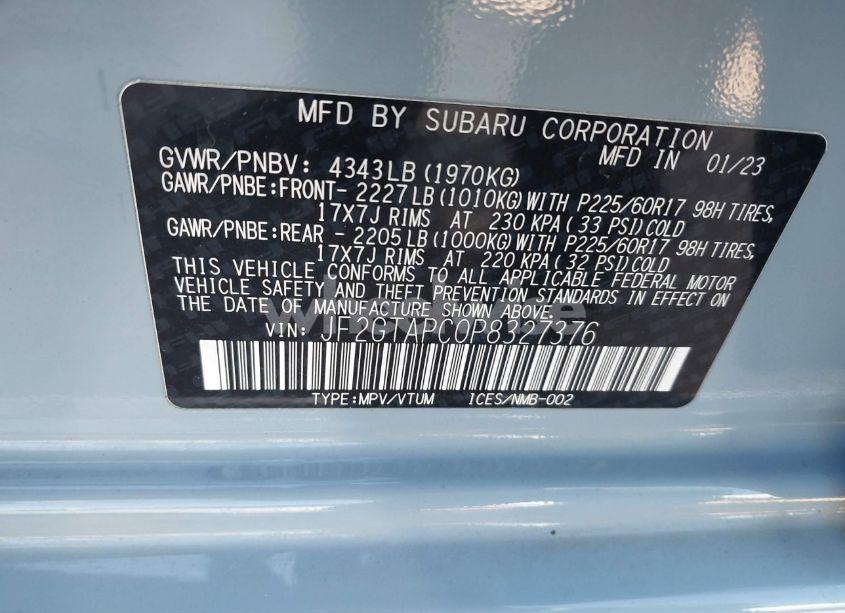 MFD BY SUBARU CORPORATION
MFD IN 01/23
GVWR/PNBV: 4343LB (1970KG)
GAWR/PNBE:FRONT- 2227LB (1010KG) WITH P225/60R17 98H TIRES,
17X7J RIMS AT 230 KPA( 33 PSI)COLD
GAWR/PNBE:REAR - 2205LB (1000KG) WITH P225/60R17 98H TIRES,
17X7J RIMS AT 220 KPA( 32 PSI)COLD
THIS VEHICLE CONFORMS TO ALL APPLICABLE FEDERAL MOTOR
VEHICLE SAFETY AND THEFT PREVENTION STANDARDS IN EFFECT ON
THE DATE OF MANUFACTURE SHOWN ABOVE.
VIN: JF2GTAPC0P8327376
TYPE:MPV/VTUM ICES/NMB-002